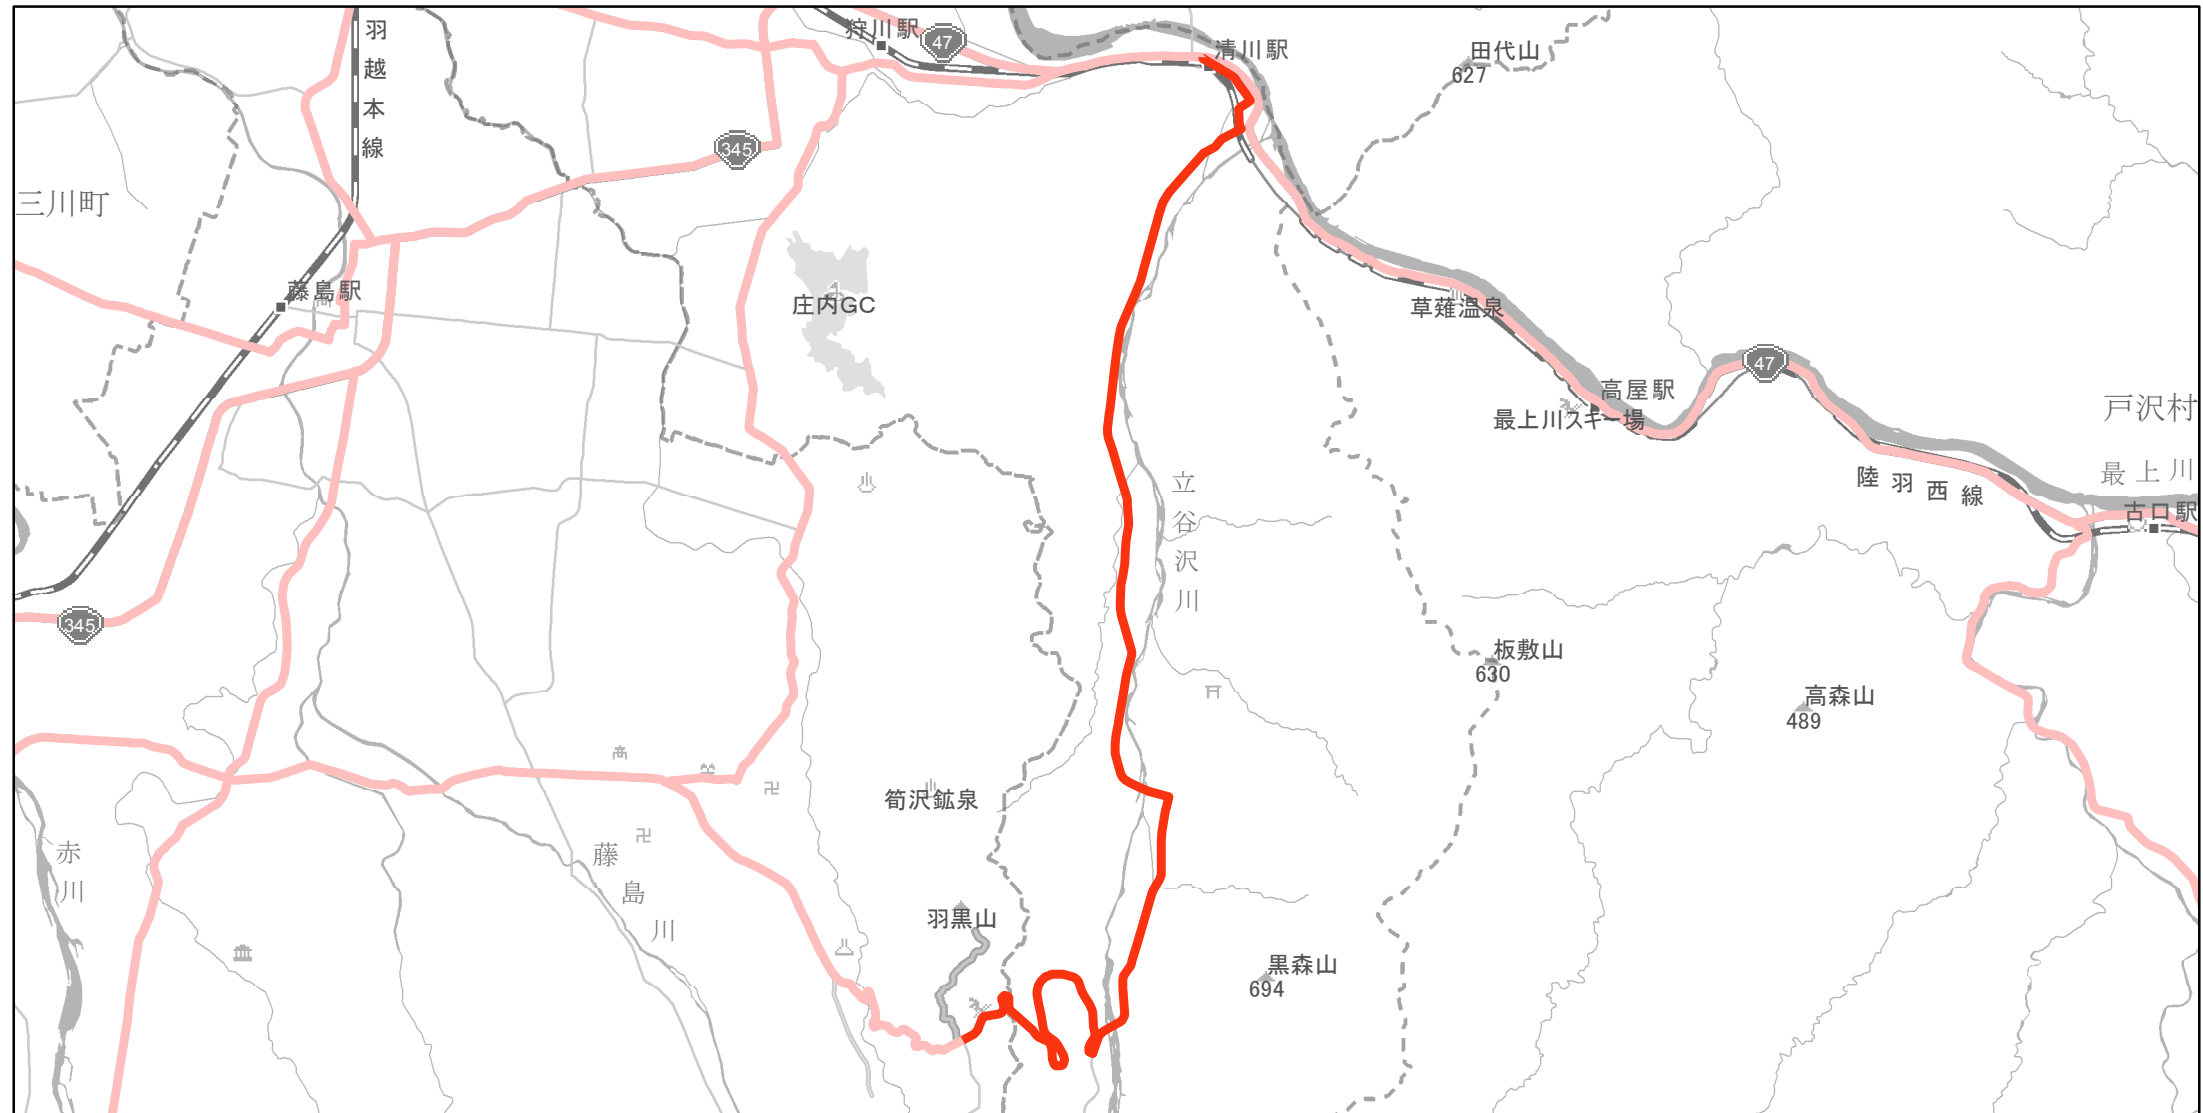 狩川駅
47
清川駅
田代山
627
羽越本線
345
三川町
藤島駅
庄内GC
草薙温泉
47
高屋駅
最上川スキー場
戸沢村
最上川
陸羽西線
古口駅
立谷沢川
345
板敷山
630
高森山
489
筍沢鉱泉
赤川
藤島川
羽黒山
黒森山
694